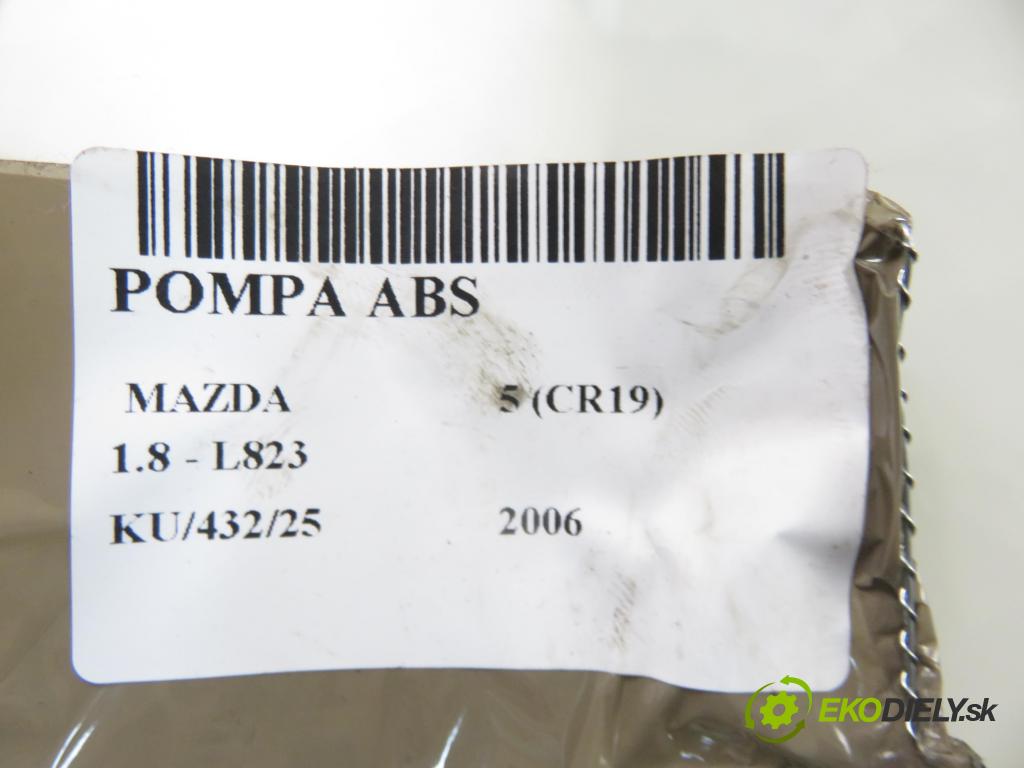 POMPA ABS
MAZDA 5 (CR19)
1.8 - L823
KU/432/25 2006
EKODIELY.sk